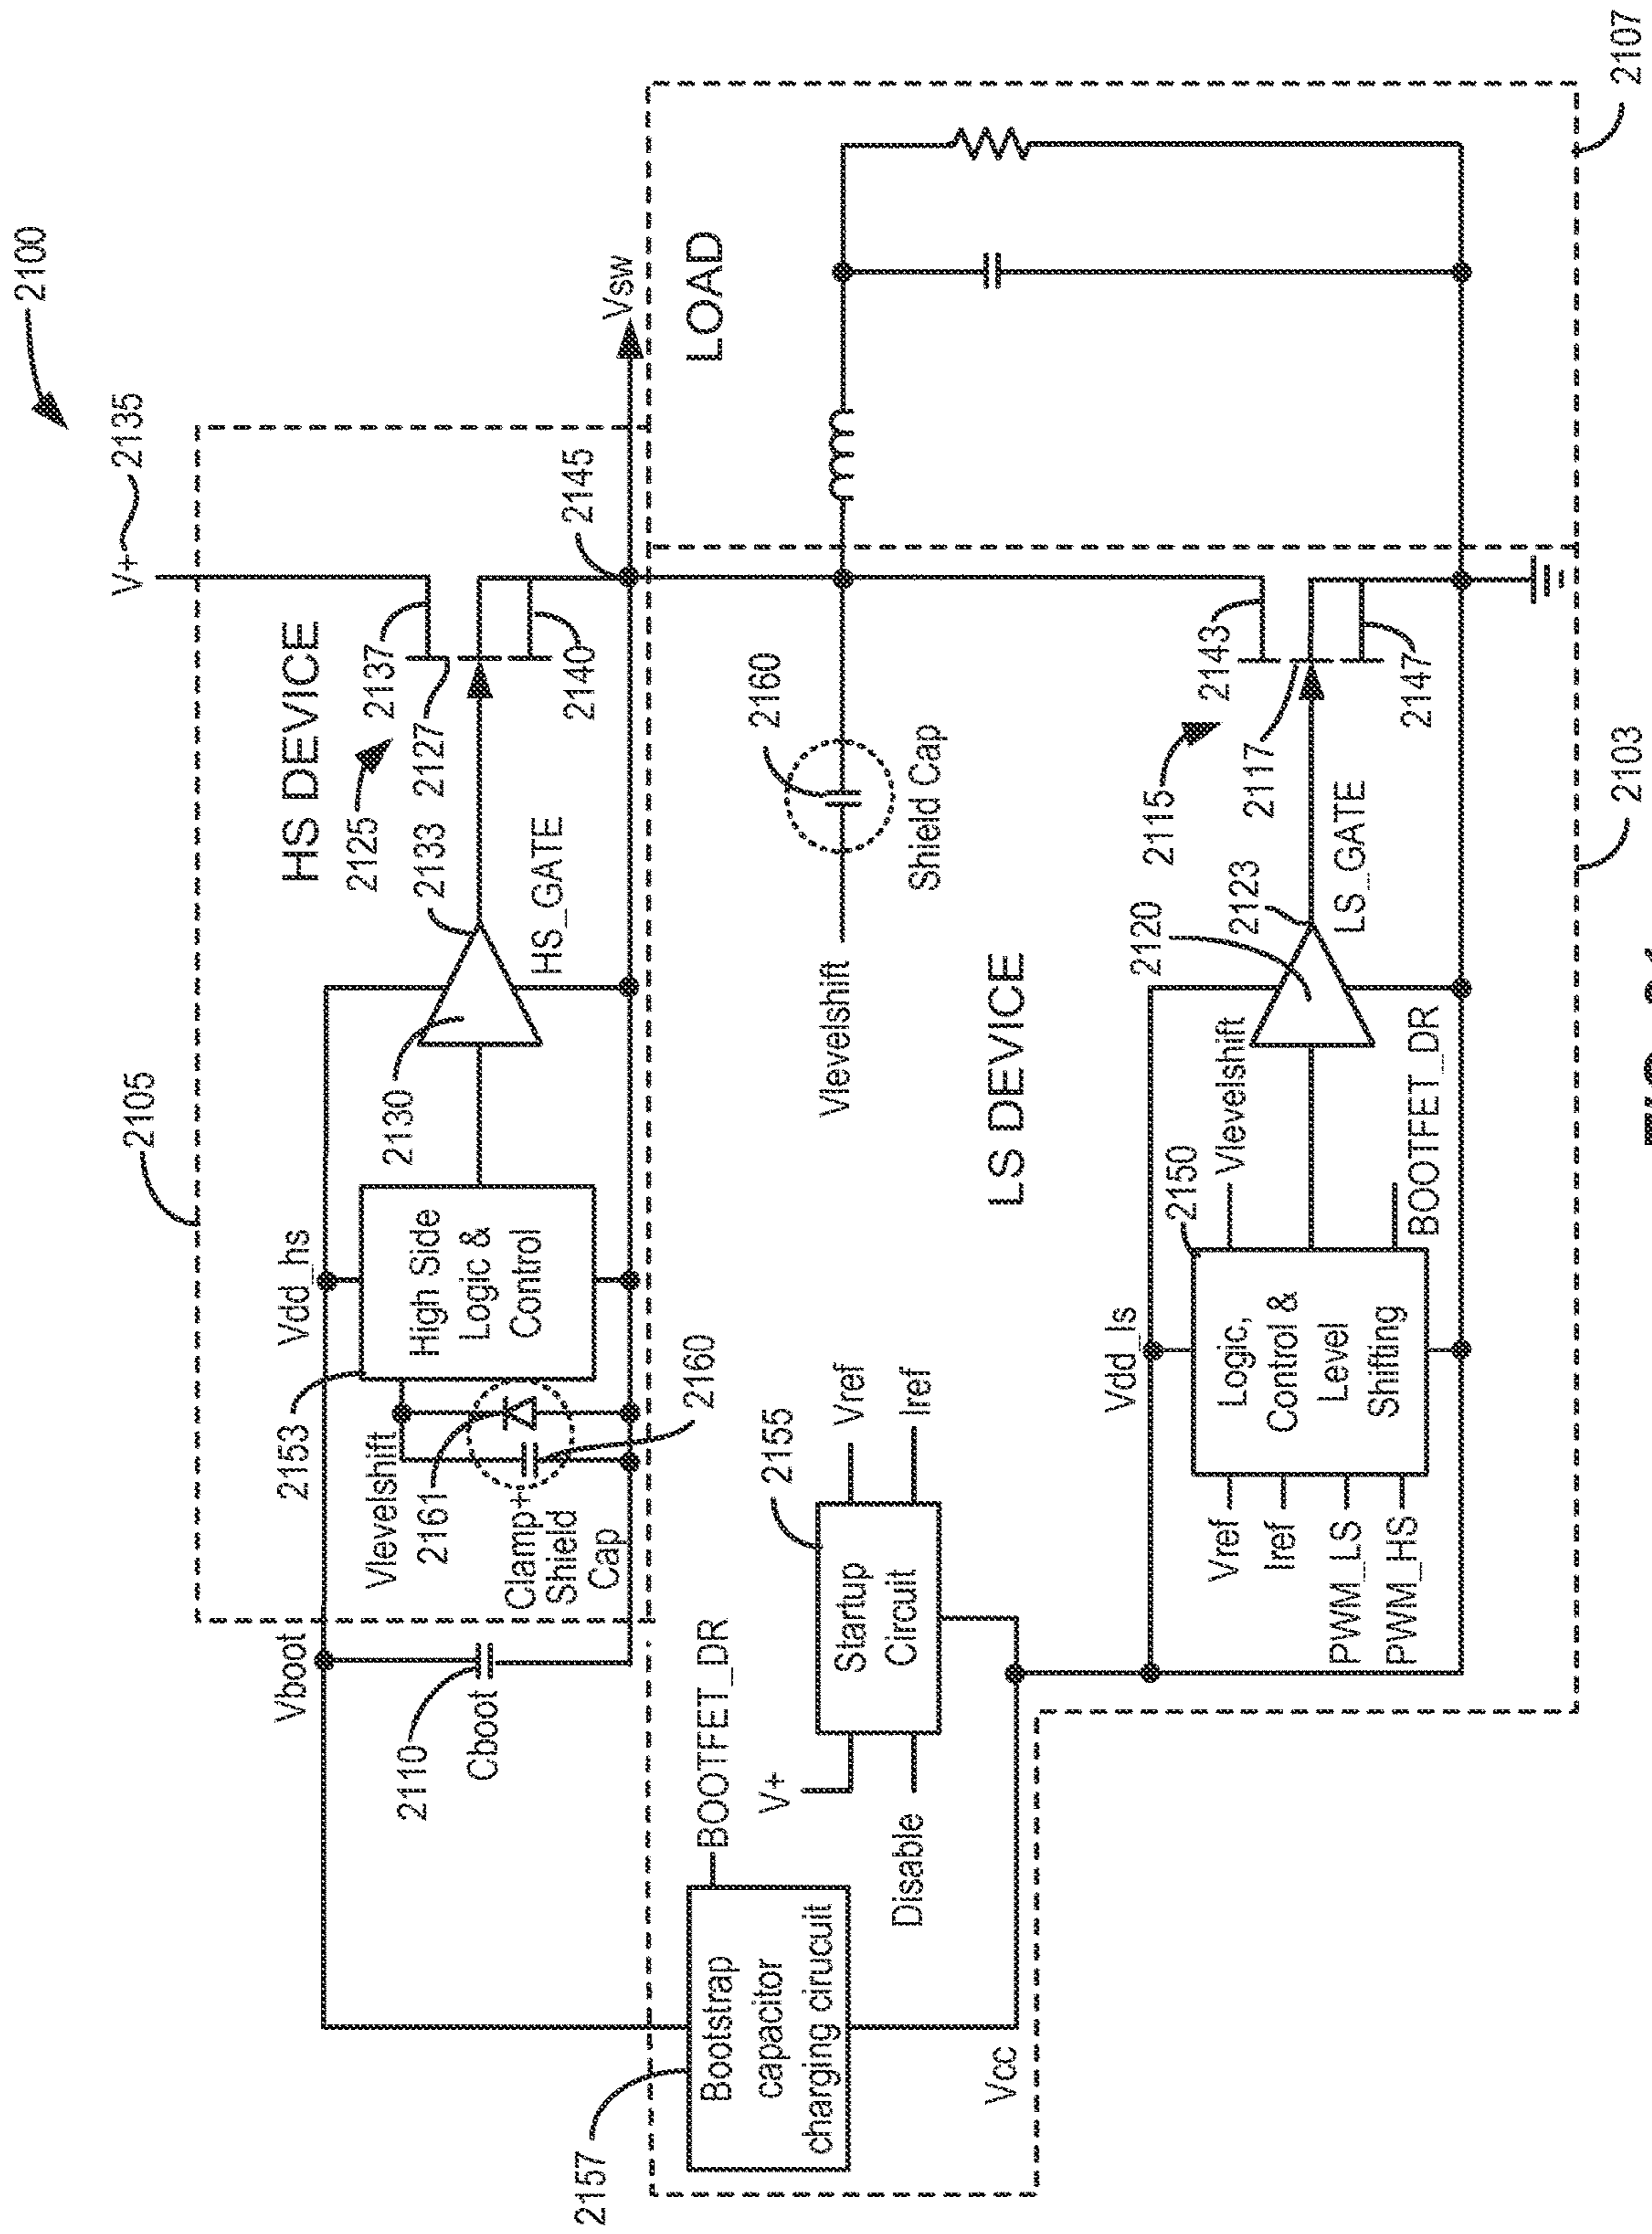 2100
V+
2135
2105
HS DEVICE
2125
2137
2127
2133
HS_GATE
2140
2145
Vsw
2130
Vdd_hs
High Side
Logic &
Control
2153
Vlevelshift
2161
2160
Clamp+
Shield
Cap
Vboot
2110
Cboot
2157
Bootstrap
capacitor
charging cirucuit
BOOTFET_DR
Vcc
V+
Disable
Startup
Circuit
2155
Vref
Iref
Vlevelshift
2160
Shield Cap
LOAD
2107
LS DEVICE
2115
2143
2117
2147
2120
2123
LS_GATE
Vdd_ls
2150
Vlevelshift
BOOTFET_DR
Logic,
Control &
Level
Shifting
Vref
Iref
PWM_LS
PWM_HS
2103